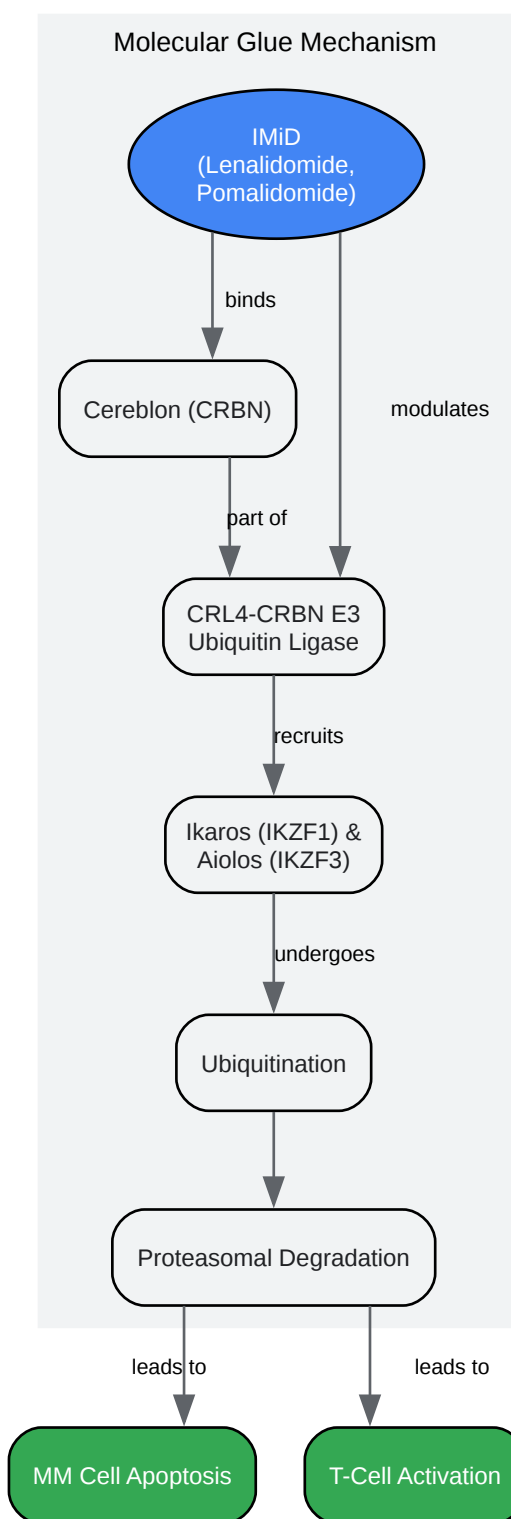 Molecular Glue Mechanism
IMiD
(Lenalidomide,
Pomalidomide)
binds
Cereblon (CRBN)
modulates
part of
CRL4-CRBN E3
Ubiquitin Ligase
recruits
Ikaros (IKZF1) &
Aiolos (IKZF3)
undergoes
Ubiquitination
Proteasomal Degradation
leads to
leads to
MM Cell Apoptosis
T-Cell Activation